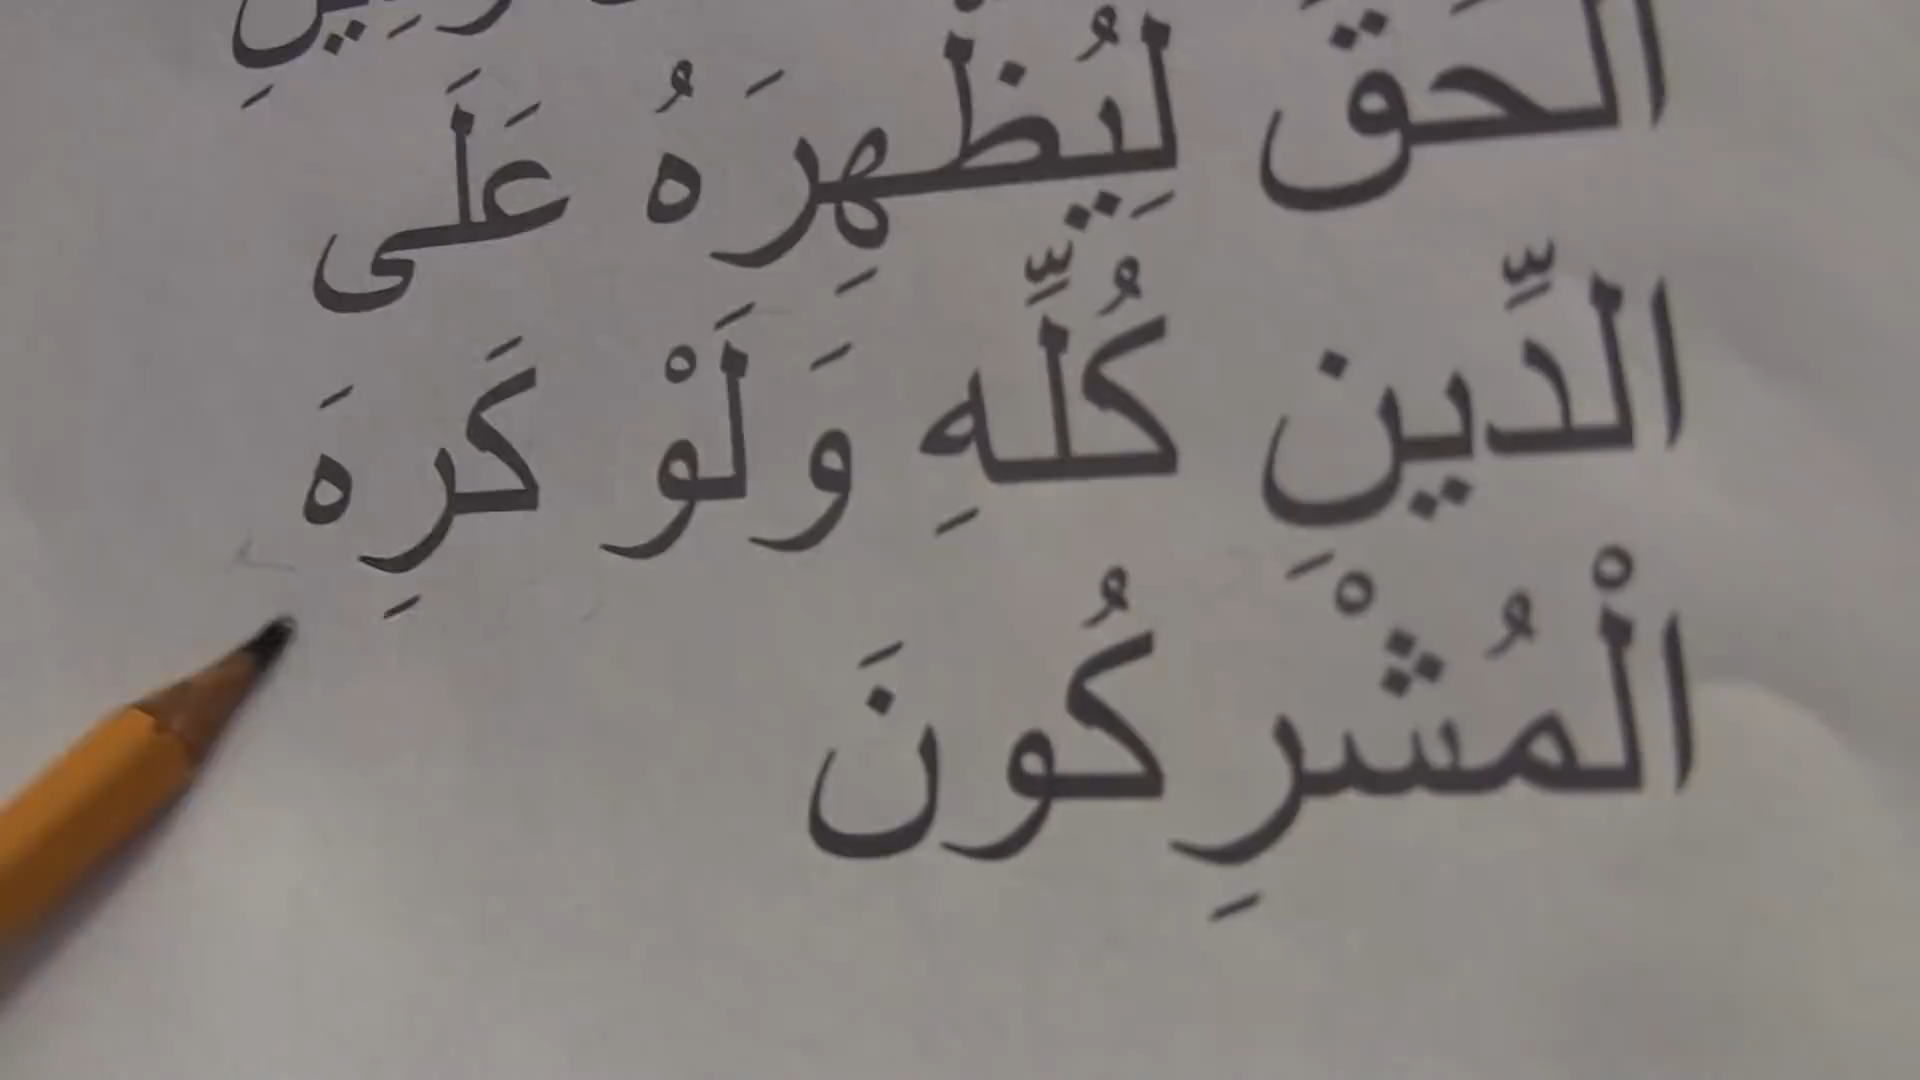 الْحَقِّ لِيُظْهِرَهُ عَلَى
الدِّينِ كُلِّهِ وَلَوْ كَرِهَ
الْمُشْرِكُونَ